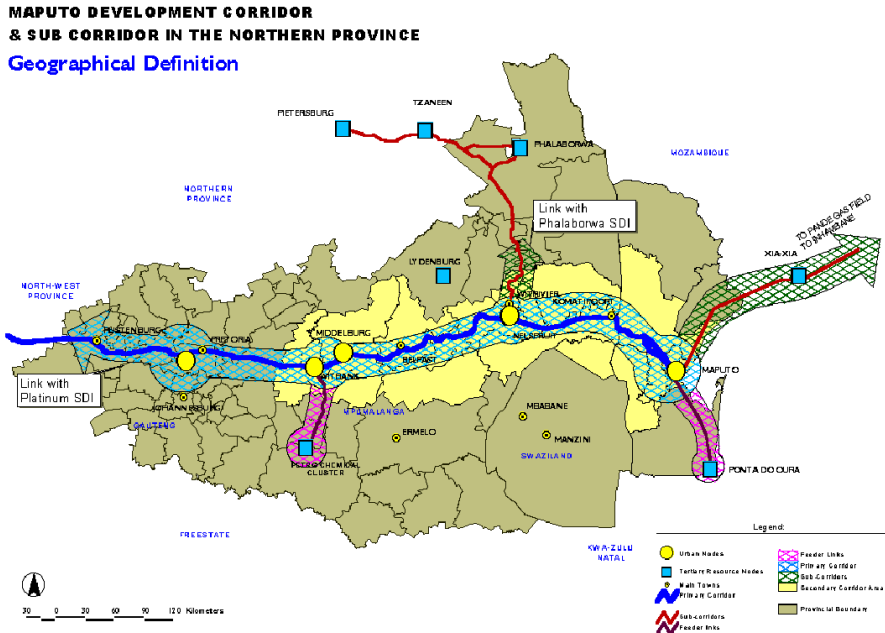 MAPUTO DEVELOPMENT CORRIDOR
& SUB CORRIDOR IN THE NORTHERN PROVINCE
Geographical Definition
PIETERSBURG
TZANEEN
PHALABORWA
MOZAMBIQUE
NORTHERN
PROVINCE
Link with
Phalaborwa SDI
TO PANDE GAS FIELD
TO INHAMBANE
XIA-XIA
LYDENBURG
NORTH-WEST
PROVINCE
WITRIVIER
KOMATIPOORT
RUSTENBURG
PRETORIA
MIDDELBURG
BELFAST
NELSPRUIT
WITBANK
MAPUTO
Link with
Platinum SDI
JOHANNESBURG
GAUTENG
MPUMALANGA
MBABANE
ERMELO
MANZINI
SWAZILAND
PETROCHEMICAL
CLUSTER
PONTA DO OURA
FREESTATE
KWA-ZULU
NATAL
Legend:
Urban Nodes
Tertiary Resource Nodes
Main Towns
Primary Corridor
Sub-corridors
Feeder links
Feeder Links
Primary Corridor
Sub-Corridors
Secondary Corridor Area
Provincial Boundary
30 0 30 60 90 120 Kilometers